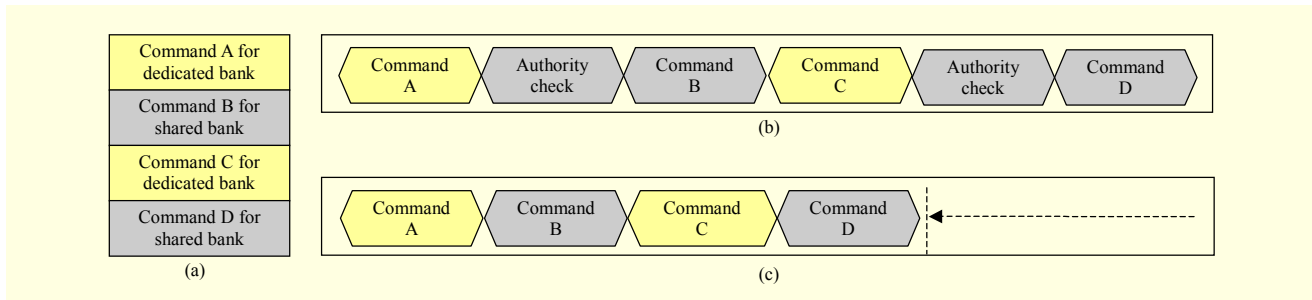 Command A for
dedicated bank
Command B for
shared bank
Command C for
dedicated bank
Command D for
shared bank
(a)
Command
A
Authority
check
Command
B
Command
C
Authority
check
Command
D
(b)
Command
A
Command
B
Command
C
Command
D
(c)